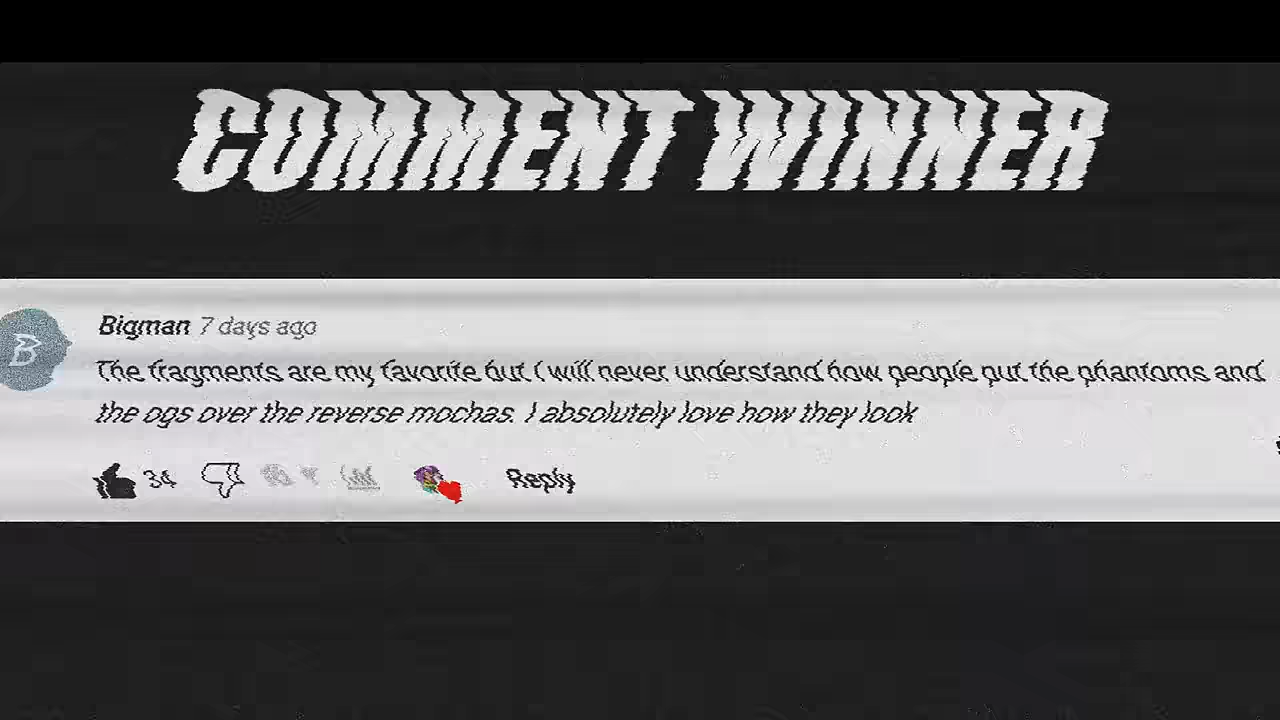 COMMENT WINNER
B
Bigman 7 days ago
The fragments are my favorite but I will never understand how people put the phantoms and
the ogs over the reverse mochas. I absolutely love how they look
34 Reply